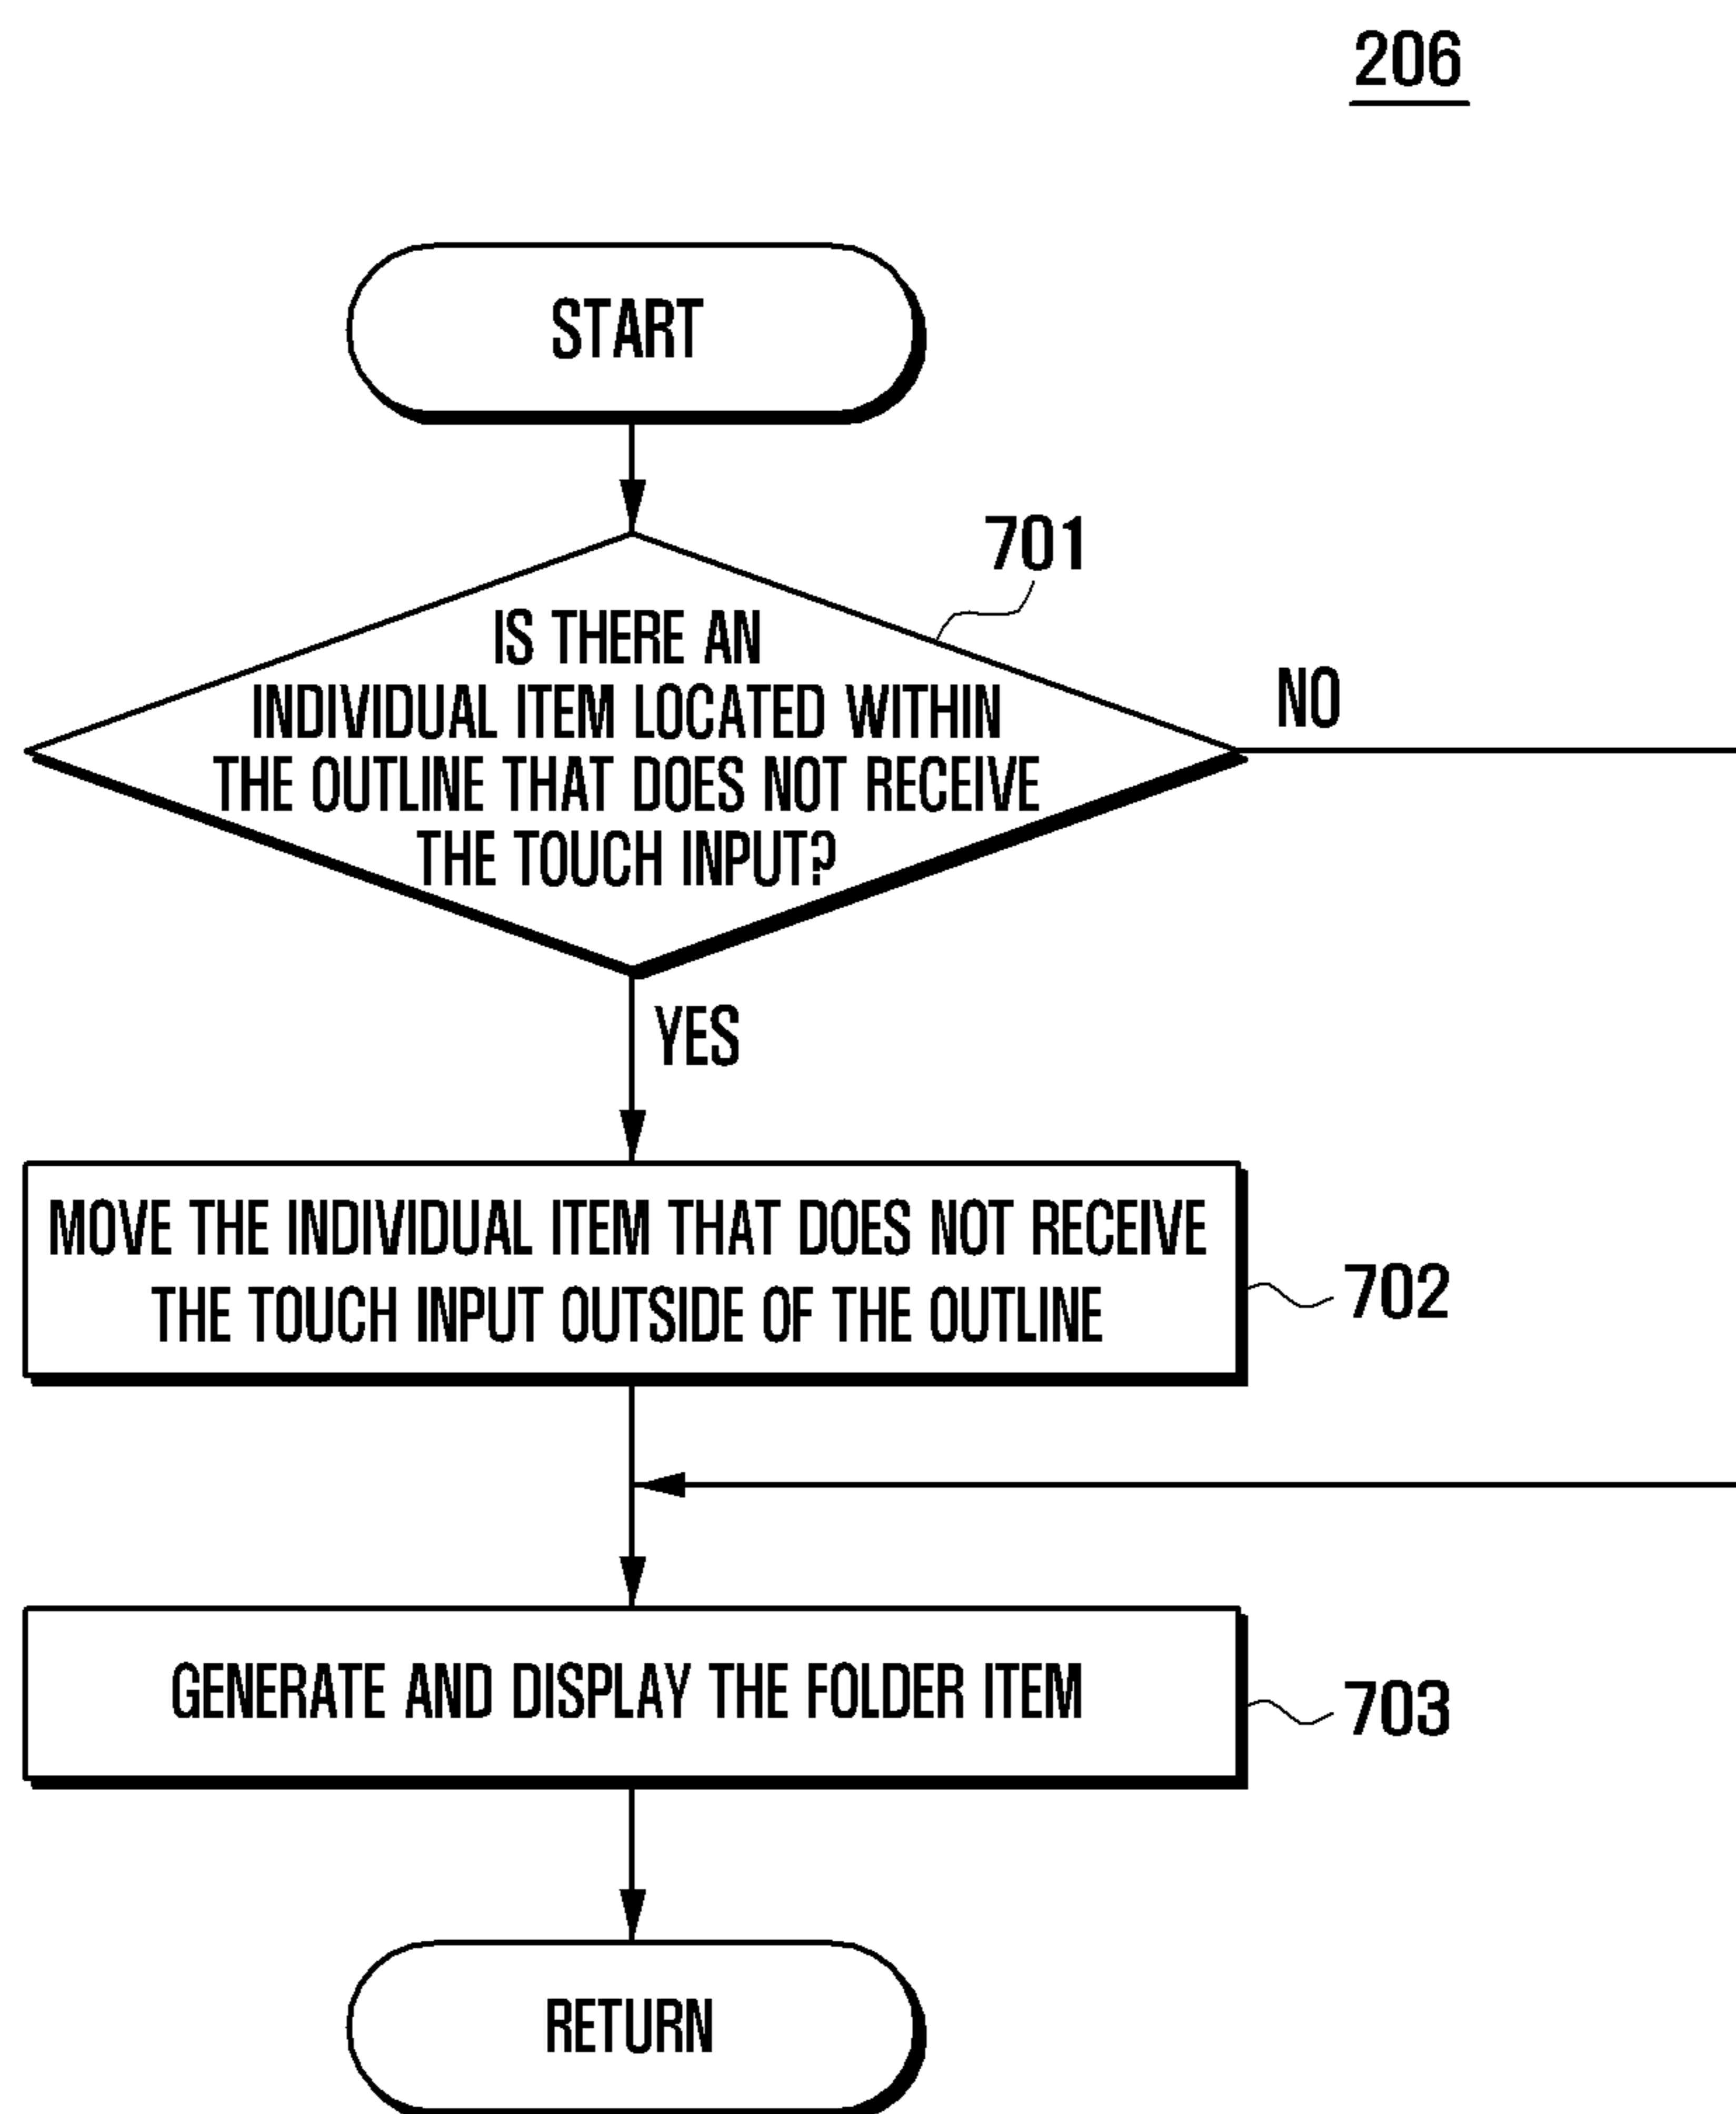 206
START
701
IS THERE AN
INDIVIDUAL ITEM LOCATED WITHIN
THE OUTLINE THAT DOES NOT RECEIVE
THE TOUCH INPUT?
NO
YES
MOVE THE INDIVIDUAL ITEM THAT DOES NOT RECEIVE
THE TOUCH INPUT OUTSIDE OF THE OUTLINE
702
GENERATE AND DISPLAY THE FOLDER ITEM
703
RETURN